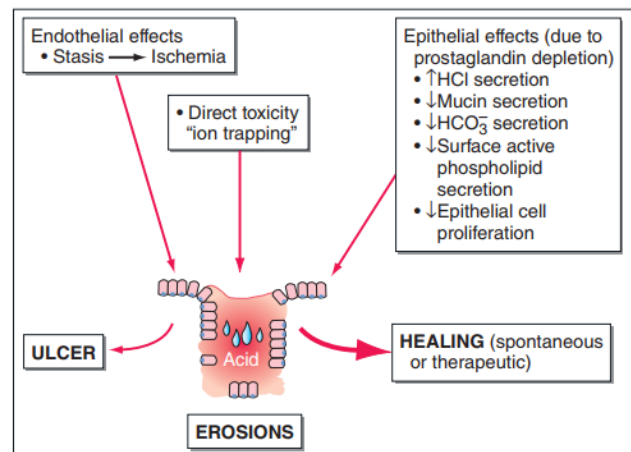 Endothelial effects
• Stasis → Ischemia
• Direct toxicity
"ion trapping"
Epithelial effects (due to
prostaglandin depletion)
• ↑HCl secretion
• ↓Mucin secretion
• ↓HCO₃⁻ secretion
• ↓Surface active
phospholipid
secretion
• ↓Epithelial cell
proliferation
Acid
ULCER
HEALING (spontaneous
or therapeutic)
EROSIONS